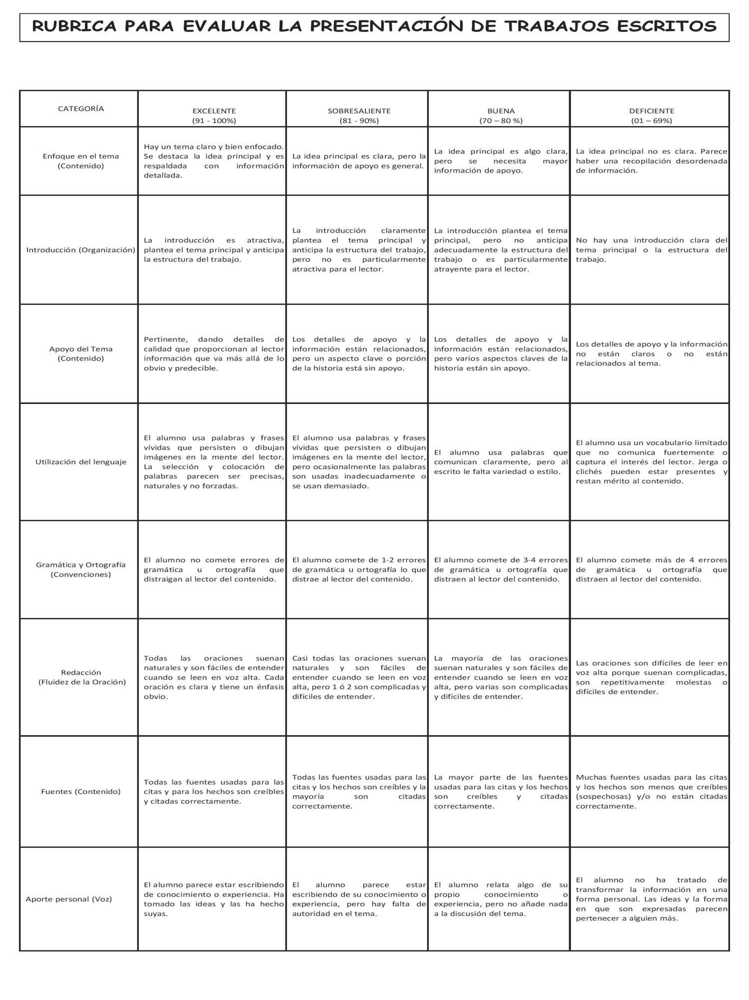 RUBRICA PARA EVALUAR LA PRESENTACIÓN DE TRABAJOS ESCRITOS
CATEGORÍA
EXCELENTE
(91 - 100%)
SOBRESALIENTE
(81 - 90%)
BUENA
(70 – 80 %)
DEFICIENTE
(01 – 69%)
Enfoque en el tema
(Contenido)
Hay un tema claro y bien enfocado.
Se destaca la idea principal y es
respaldada con información
detallada.
La idea principal es clara, pero la
información de apoyo es general.
La idea principal es algo clara,
pero se necesita mayor
información de apoyo.
La idea principal no es clara. Parece
haber una recopilación desordenada
de información.
Introducción (Organización)
La introducción es atractiva,
plantea el tema principal y anticipa
la estructura del trabajo.
La introducción claramente
plantea el tema principal y
anticipa la estructura del trabajo,
pero no es particularmente
atractiva para el lector.
La introducción plantea el tema
principal, pero no anticipa
adecuadamente la estructura del
trabajo o es particularmente
atrayente para el lector.
No hay una introducción clara del
tema principal o la estructura del
trabajo.
Apoyo del Tema
(Contenido)
Pertinente, dando detalles de
calidad que proporcionan al lector
información que va más allá de lo
obvio y predecible.
Los detalles de apoyo y la
información están relacionados,
pero un aspecto clave o porción
de la historia está sin apoyo.
Los detalles de apoyo y la
información están relacionados,
pero varios aspectos claves de la
historia están sin apoyo.
Los detalles de apoyo y la información
no están claros o no están
relacionados al tema.
Utilización del lenguaje
El alumno usa palabras y frases
vívidas que persisten o dibujan
imágenes en la mente del lector.
La selección y colocación de
palabras parecen ser precisas,
naturales y no forzadas.
El alumno usa palabras y frases
vívidas que persisten o dibujan
imágenes en la mente del lector,
pero ocasionalmente las palabras
son usadas inadecuadamente o
se usan demasiado.
El alumno usa palabras que
comunican claramente, pero al
escrito le falta variedad o estilo.
El alumno usa un vocabulario limitado
que no comunica fuertemente o
captura el interés del lector. Jerga o
clichés pueden estar presentes y
restan mérito al contenido.
Gramática y Ortografía
(Convenciones)
El alumno no comete errores de
gramática u ortografía que
distraigan al lector del contenido.
El alumno comete de 1-2 errores
de gramática u ortografía lo que
distrae al lector del contenido.
El alumno comete de 3-4 errores
de gramática u ortografía que
distraen al lector del contenido.
El alumno comete más de 4 errores
de gramática u ortografía que
distraen al lector del contenido.
Redacción
(Fluidez de la Oración)
Todas las oraciones suenan
naturales y son fáciles de entender
cuando se leen en voz alta. Cada
oración es clara y tiene un énfasis
obvio.
Casi todas las oraciones suenan
naturales y son fáciles de
entender cuando se leen en voz
alta, pero 1 ó 2 son complicadas y
difíciles de entender.
La mayoría de las oraciones
suenan naturales y son fáciles de
entender cuando se leen en voz
alta, pero varias son complicadas
y difíciles de entender.
Las oraciones son difíciles de leer en
voz alta porque suenan complicadas,
son repetitivamente molestas o
difíciles de entender.
Fuentes (Contenido)
Todas las fuentes usadas para las
citas y para los hechos son creíbles
y citadas correctamente.
Todas las fuentes usadas para las
citas y los hechos son creíbles y la
mayoría son citadas
correctamente.
La mayor parte de las fuentes
usadas para las citas y los hechos
son creíbles y citadas
correctamente.
Muchas fuentes usadas para las citas
y los hechos son menos que creíbles
(sospechosas) y/o no están citadas
correctamente.
Aporte personal (Voz)
El alumno parece estar escribiendo
de conocimiento o experiencia. Ha
tomado las ideas y las ha hecho
suyas.
El alumno parece estar
escribiendo de su conocimiento o
experiencia, pero hay falta de
autoridad en el tema.
El alumno relata algo de su
propio conocimiento o
experiencia, pero no añade nada
a la discusión del tema.
El alumno no ha tratado de
transformar la información en una
forma personal. Las ideas y la forma
en que son expresadas parecen
pertenecer a alguien más.